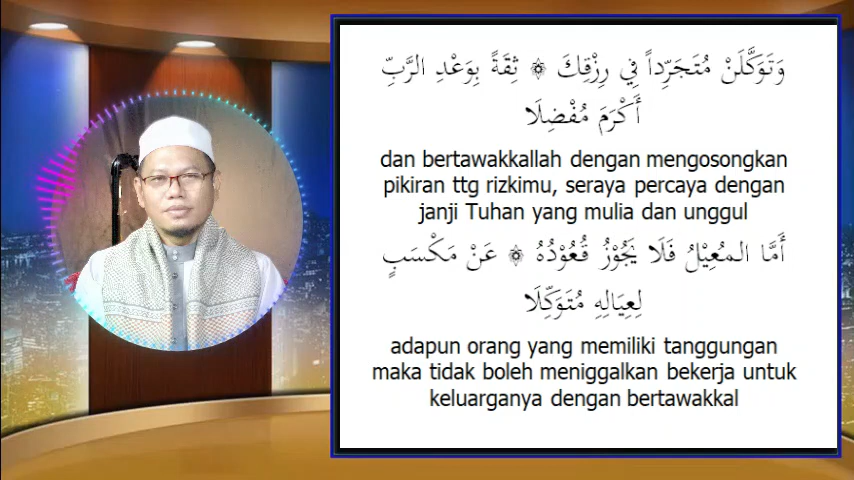 وَتَوَكَّلَنْ مُتَجَرِّداً فِي رِزْقِكَ ۞ ثِقَةً بِوَعْدِ الرَّبِّ
أَكْرَمَ مُفْضِلَا
dan bertawakkallah dengan mengosongkan
pikiran ttg rizkimu, seraya percaya dengan
janji Tuhan yang mulia dan unggul
أَمَّا المُعِيْلُ فَلَا يَجُوْزُ قُعُوْدُهُ ۞ عَنْ مَكْسَبٍ
لِعِيَالِهِ مُتَوَكِّلَا
adapun orang yang memiliki tanggungan
maka tidak boleh meniggalkan bekerja untuk
keluarganya dengan bertawakkal